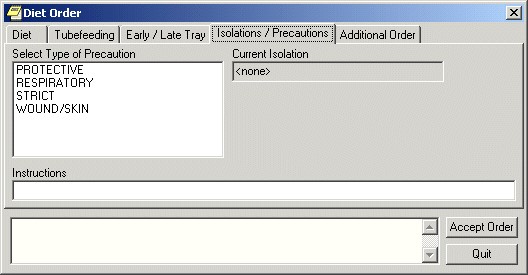 Diet Order
Diet Tubefeeding Early / Late Tray Isolations / Precautions Additional Order
Select Type of Precaution
PROTECTIVE
RESPIRATORY
STRICT
WOUND/SKIN
Current Isolation
<none>
Instructions
Accept Order
Quit